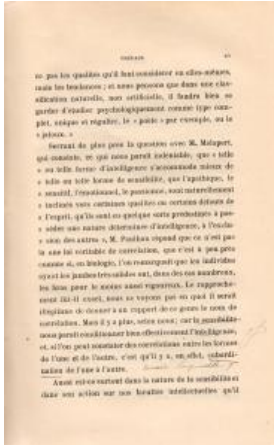 PRÉFACE
ce pas les qualités qu'il faut considérer en elles-mêmes,
mais les tendances ; et nous pensons que dans une clas-
sification naturelle, non artificielle, il faudra bien se
garder d'étudier psychologiquement comme type com-
plet, unique et régulier, le « poète » par exemple, ou le
« jaloux. »
Serrant de plus près la question avec M. Malapert,
qui constate, ce qui nous paraît indéniable, que « telle
« ou telle forme d'intelligence s'accommode mieux de
« telle ou telle forme de sensibilité, que l'apathique, le
« sensitif, l'émotionnel, le passionné, sont naturellement
« inclinés vers certaines qualités ou certains défauts de
« l'esprit, qu'ils sont en quelque sorte prédestinés à pos-
« séder une nature déterminée d'intelligence, à l'exclu-
« sion des autres », M. Paulhan répond que ce n'est pas
là une loi véritable de corrélation, que c'est à peu près
comme si, en biologie, l'on remarquait que les individus
ayant les jambes très solides ont, dans des cas nombreux,
les bras pour le moins aussi vigoureux. Le rapproche-
ment fût-il exact, nous ne voyons pas en quoi il serait
illégitime de donner à un rapport de ce genre le nom de
corrélation. Mais il y a plus, selon nous ; car la sensibilité
nous paraît conditionner bien effectivement l'intelligence,
et, si l'on peut constater des corrélations entre les formes
de l'une et de l'autre, c'est qu'il y a, en effet, subordi-
nation de l'une à l'autre.
Aussi est-ce surtout dans la nature de la sensibilité et
dans son action sur nos facultés intellectuelles qu'il